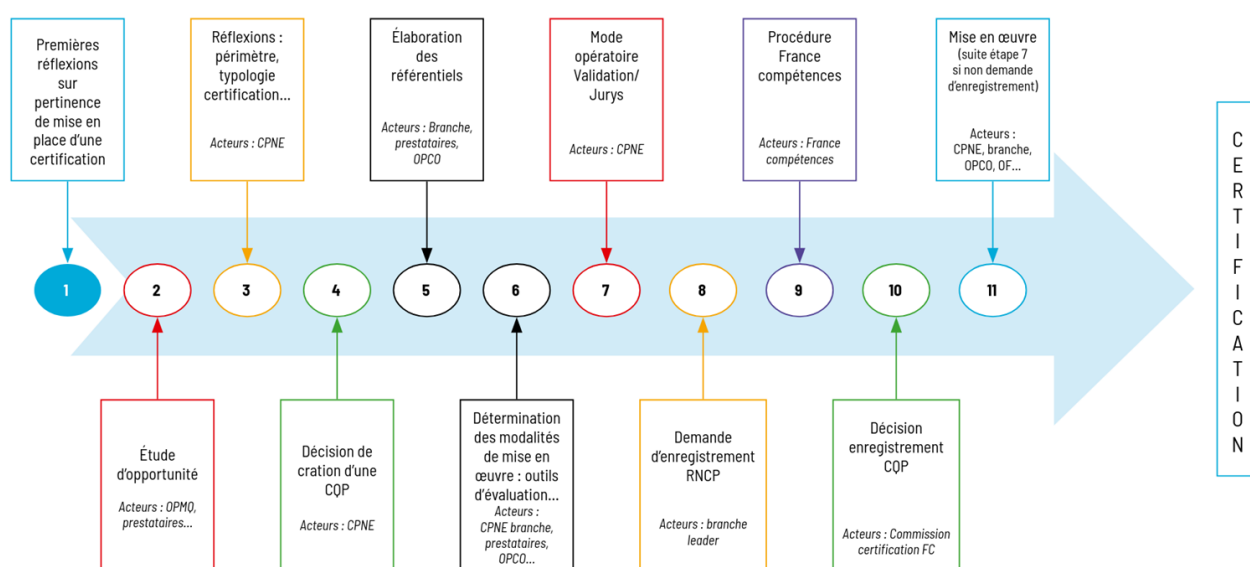 Premières
réflexions
sur
pertinence
de mise en
place d'une
certification
Réflexions :
périmètre,
typologie
certification...
Acteurs : CPNE
Élaboration
des
référentiels
Acteurs : Branche,
prestataires,
OPCO
Mode
opératoire
Validation/
Jurys
Acteurs : CPNE
Procédure
France
compétences
Acteurs : France
compétences
Mise en œuvre
(suite étape 7
si non demande
d'enregistrement)
Acteurs :
CPNE, branche,
OPCO, OF...
1
2
3
4
5
6
7
8
9
10
11
Étude
d'opportunité
Acteurs : OPMQ,
prestataires...
Décision de
cration d'une
CQP
Acteurs : CPNE
Détermination
des modalités
de mise en
œuvre : outils
d'évaluation...
Acteurs :
CPNE branche,
prestataires,
OPCO...
Demande
d'enregistrement
RNCP
Acteurs : branche
leader
Décision
enregistrement
CQP
Acteurs : Commission
certification FC
CERTIFICATION